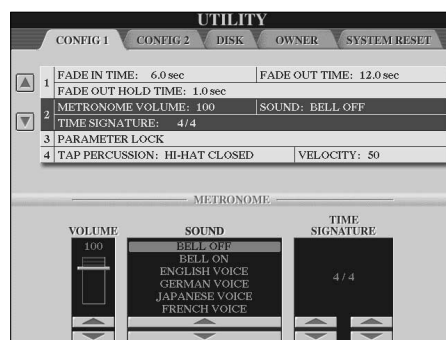 UTILITY
CONFIG 1 CONFIG 2 DISK OWNER SYSTEM RESET
1 FADE IN TIME: 6.0 sec FADE OUT TIME: 12.0 sec
FADE OUT HOLD TIME: 1.0 sec
2 METRONOME VOLUME: 100 SOUND: BELL OFF
TIME SIGNATURE: 4/4
3 PARAMETER LOCK
4 TAP PERCUSSION: HI-HAT CLOSED VELOCITY: 50
METRONOME
VOLUME SOUND TIME SIGNATURE
100
BELL OFF
BELL ON
ENGLISH VOICE
GERMAN VOICE
JAPANESE VOICE
FRENCH VOICE
4/4